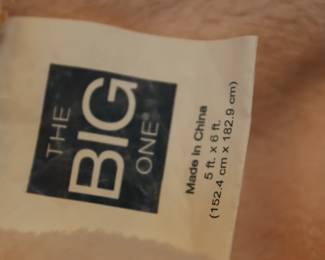 THE
BIG
ONE
Made in China
5 ft. x 6 ft.
(152.4 cm x 182.9 cm)